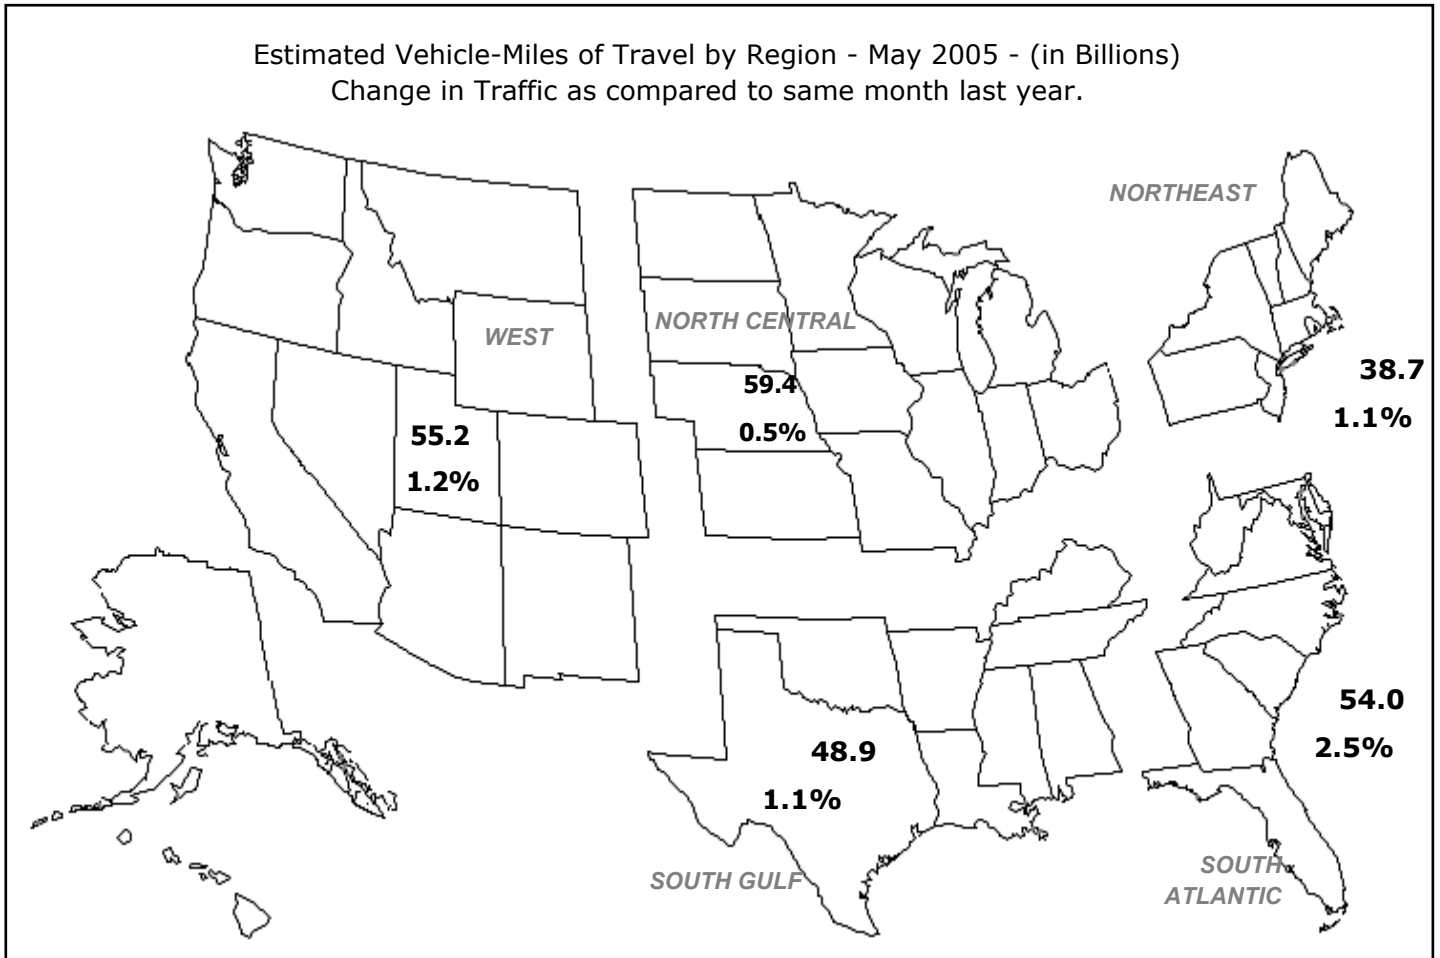 Estimated Vehicle-Miles of Travel by Region - May 2005 - (in Billions)
Change in Traffic as compared to same month last year.
NORTHEAST
38.7
1.1%
NORTH CENTRAL
59.4
0.5%
WEST
55.2
1.2%
54.0
2.5%
SOUTH
ATLANTIC
48.9
1.1%
SOUTH GULF